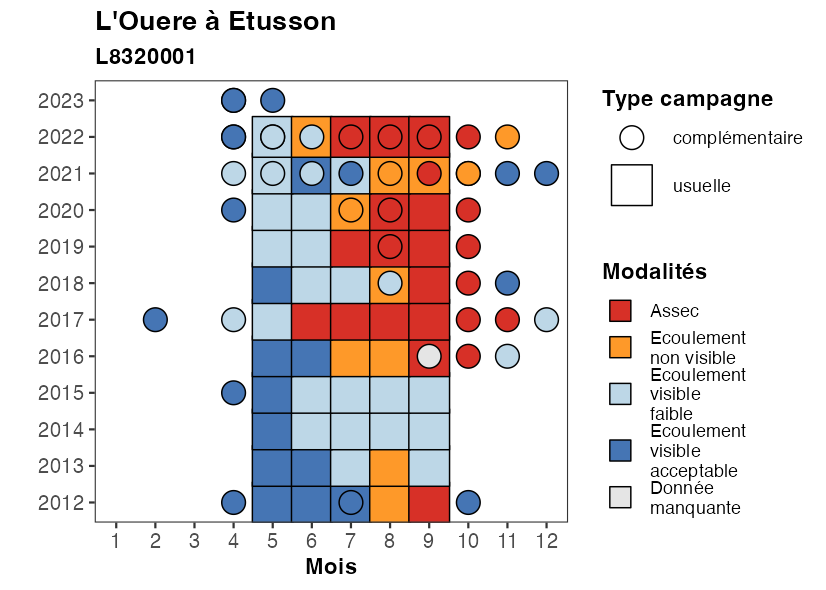 L'Ouere à Etusson
L8320001
2023
2022
2021
2020
2019
2018
2017
2016
2015
2014
2013
2012
1 2 3 4 5 6 7 8 9 10 11 12
Mois
Type campagne
complémentaire
usuelle
Modalités
Assec
Ecoulement
non visible
Ecoulement
visible
faible
Ecoulement
visible
acceptable
Donnée
manquante